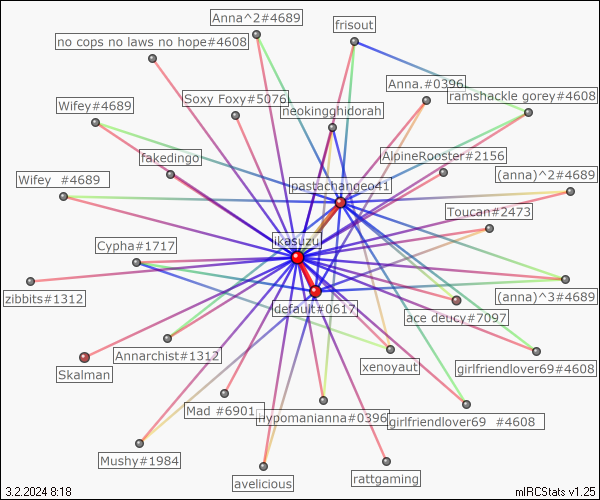 Anna^2#4689
frisout
no cops no laws no hope#4608
Anna.#0396
ramshackle gorey#4608
Soxy Foxy#5076
Wifey#4689
neokingghidorah
fakedingo
AlpineRooster#2156
(anna)^2#4689
Wifey  #4689
pastachangeo41
Toucan#2473
ikasuzu
Cypha#1717
zibbits#1312
default#0617
(anna)^3#4689
ace deucy#7097
Annarchist#1312
xenoyaut
girlfriendlover69#4608
Skalman
Mad #6901
Hypomanianna#0396
girlfriendlover69  #4608
Mushy#1984
avelicious
rattgaming
3.2.2024 8:18
mIRCStats v1.25